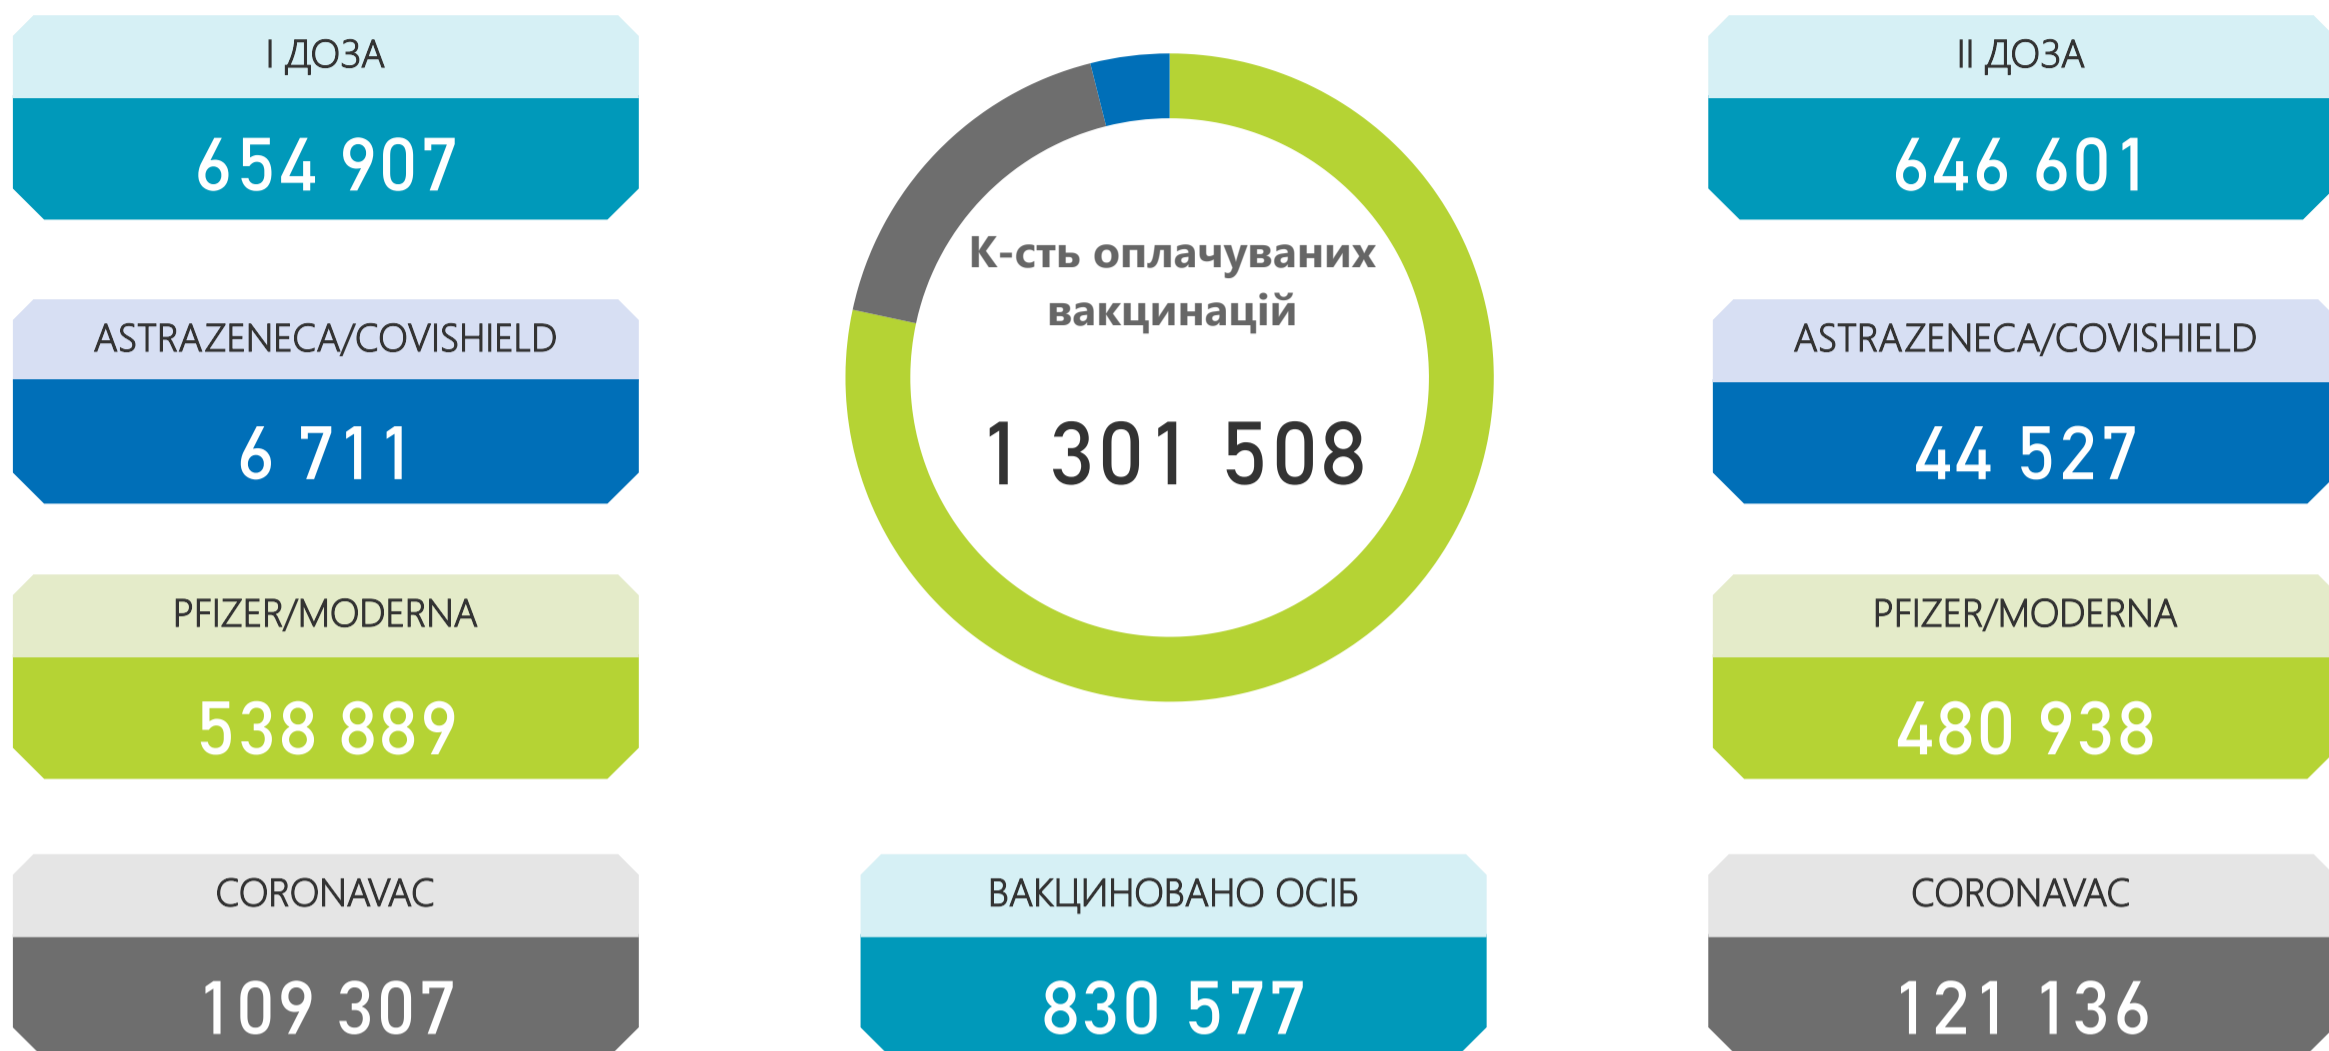 І ДОЗА
654 907
ASTRAZENECA/COVISHIELD
6 711
PFIZER/MODERNA
538 889
CORONAVAC
109 307
К-сть оплачуваних
вакцинацій
1 301 508
ВАКЦИНОВАНО ОСІБ
830 577
ІІ ДОЗА
646 601
ASTRAZENECA/COVISHIELD
44 527
PFIZER/MODERNA
480 938
CORONAVAC
121 136